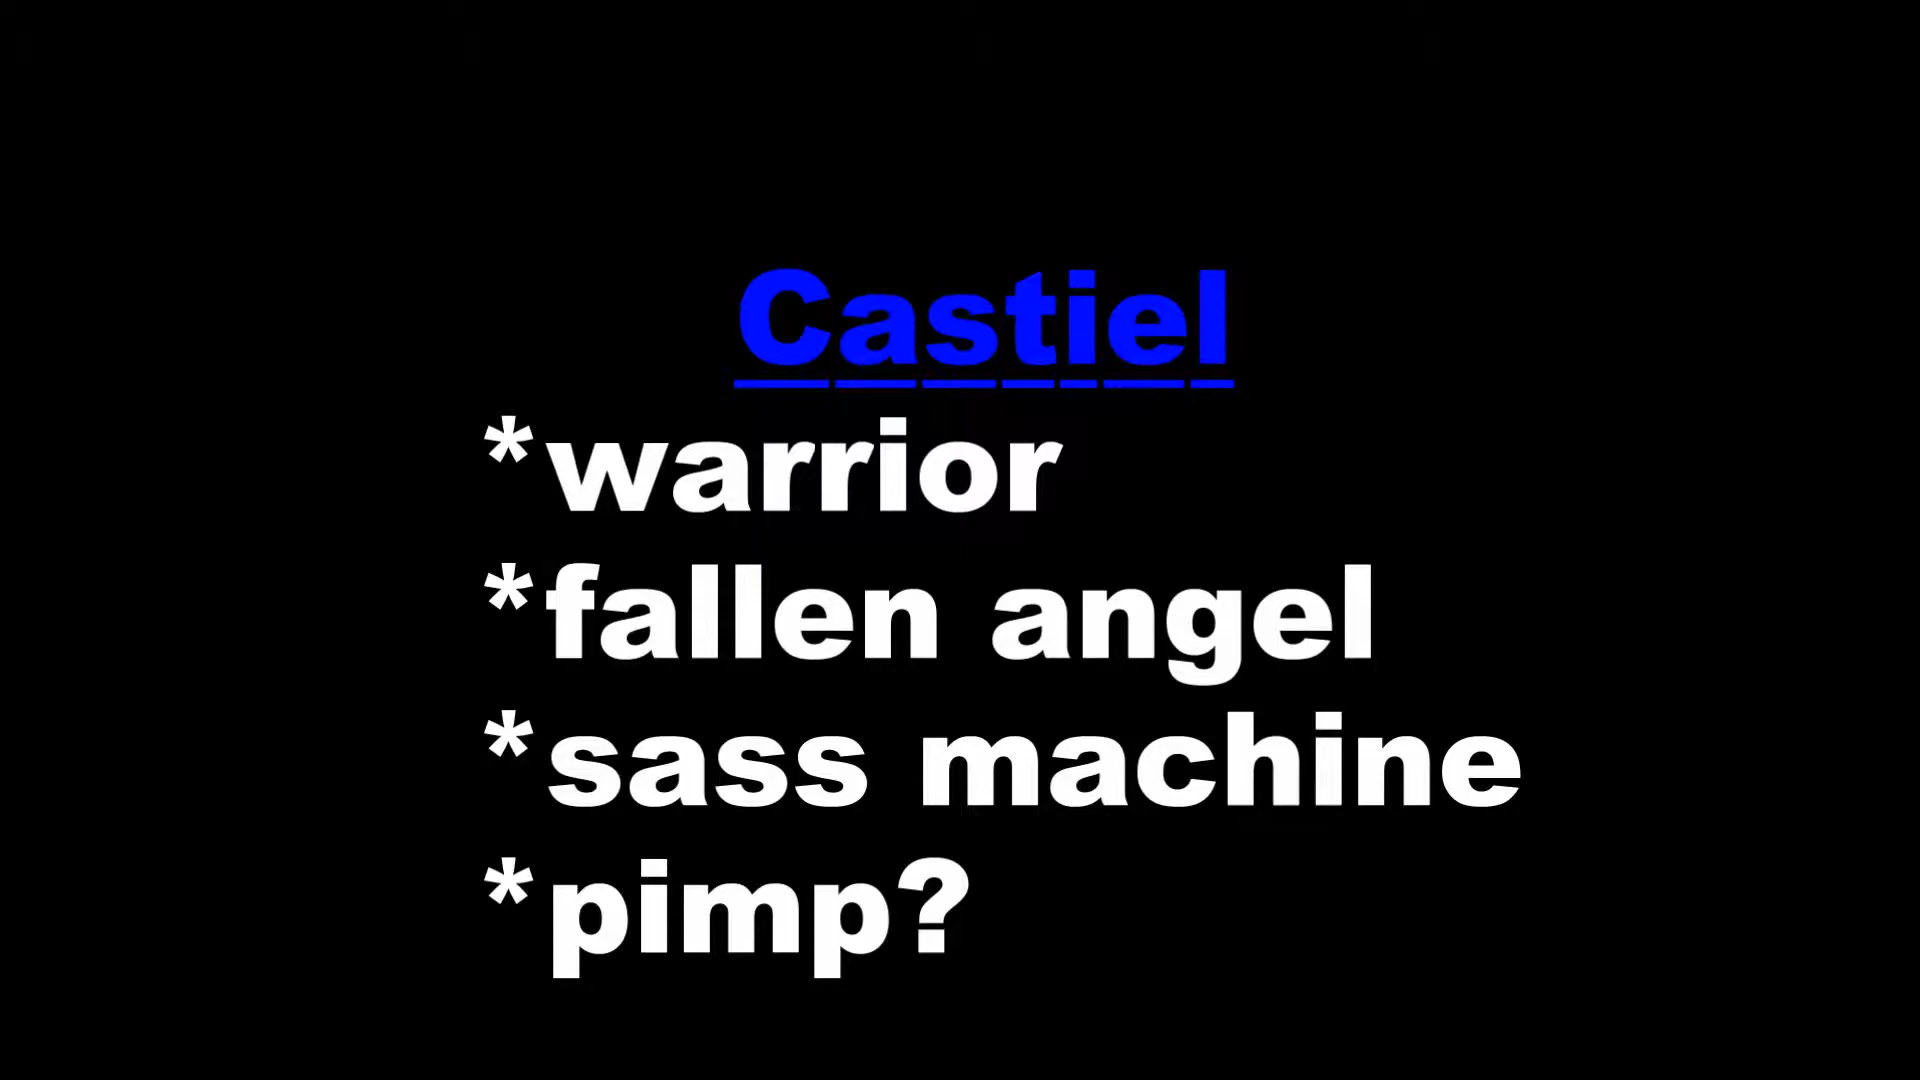 Castiel
*warrior
*fallen angel
*sass machine
*pimp?